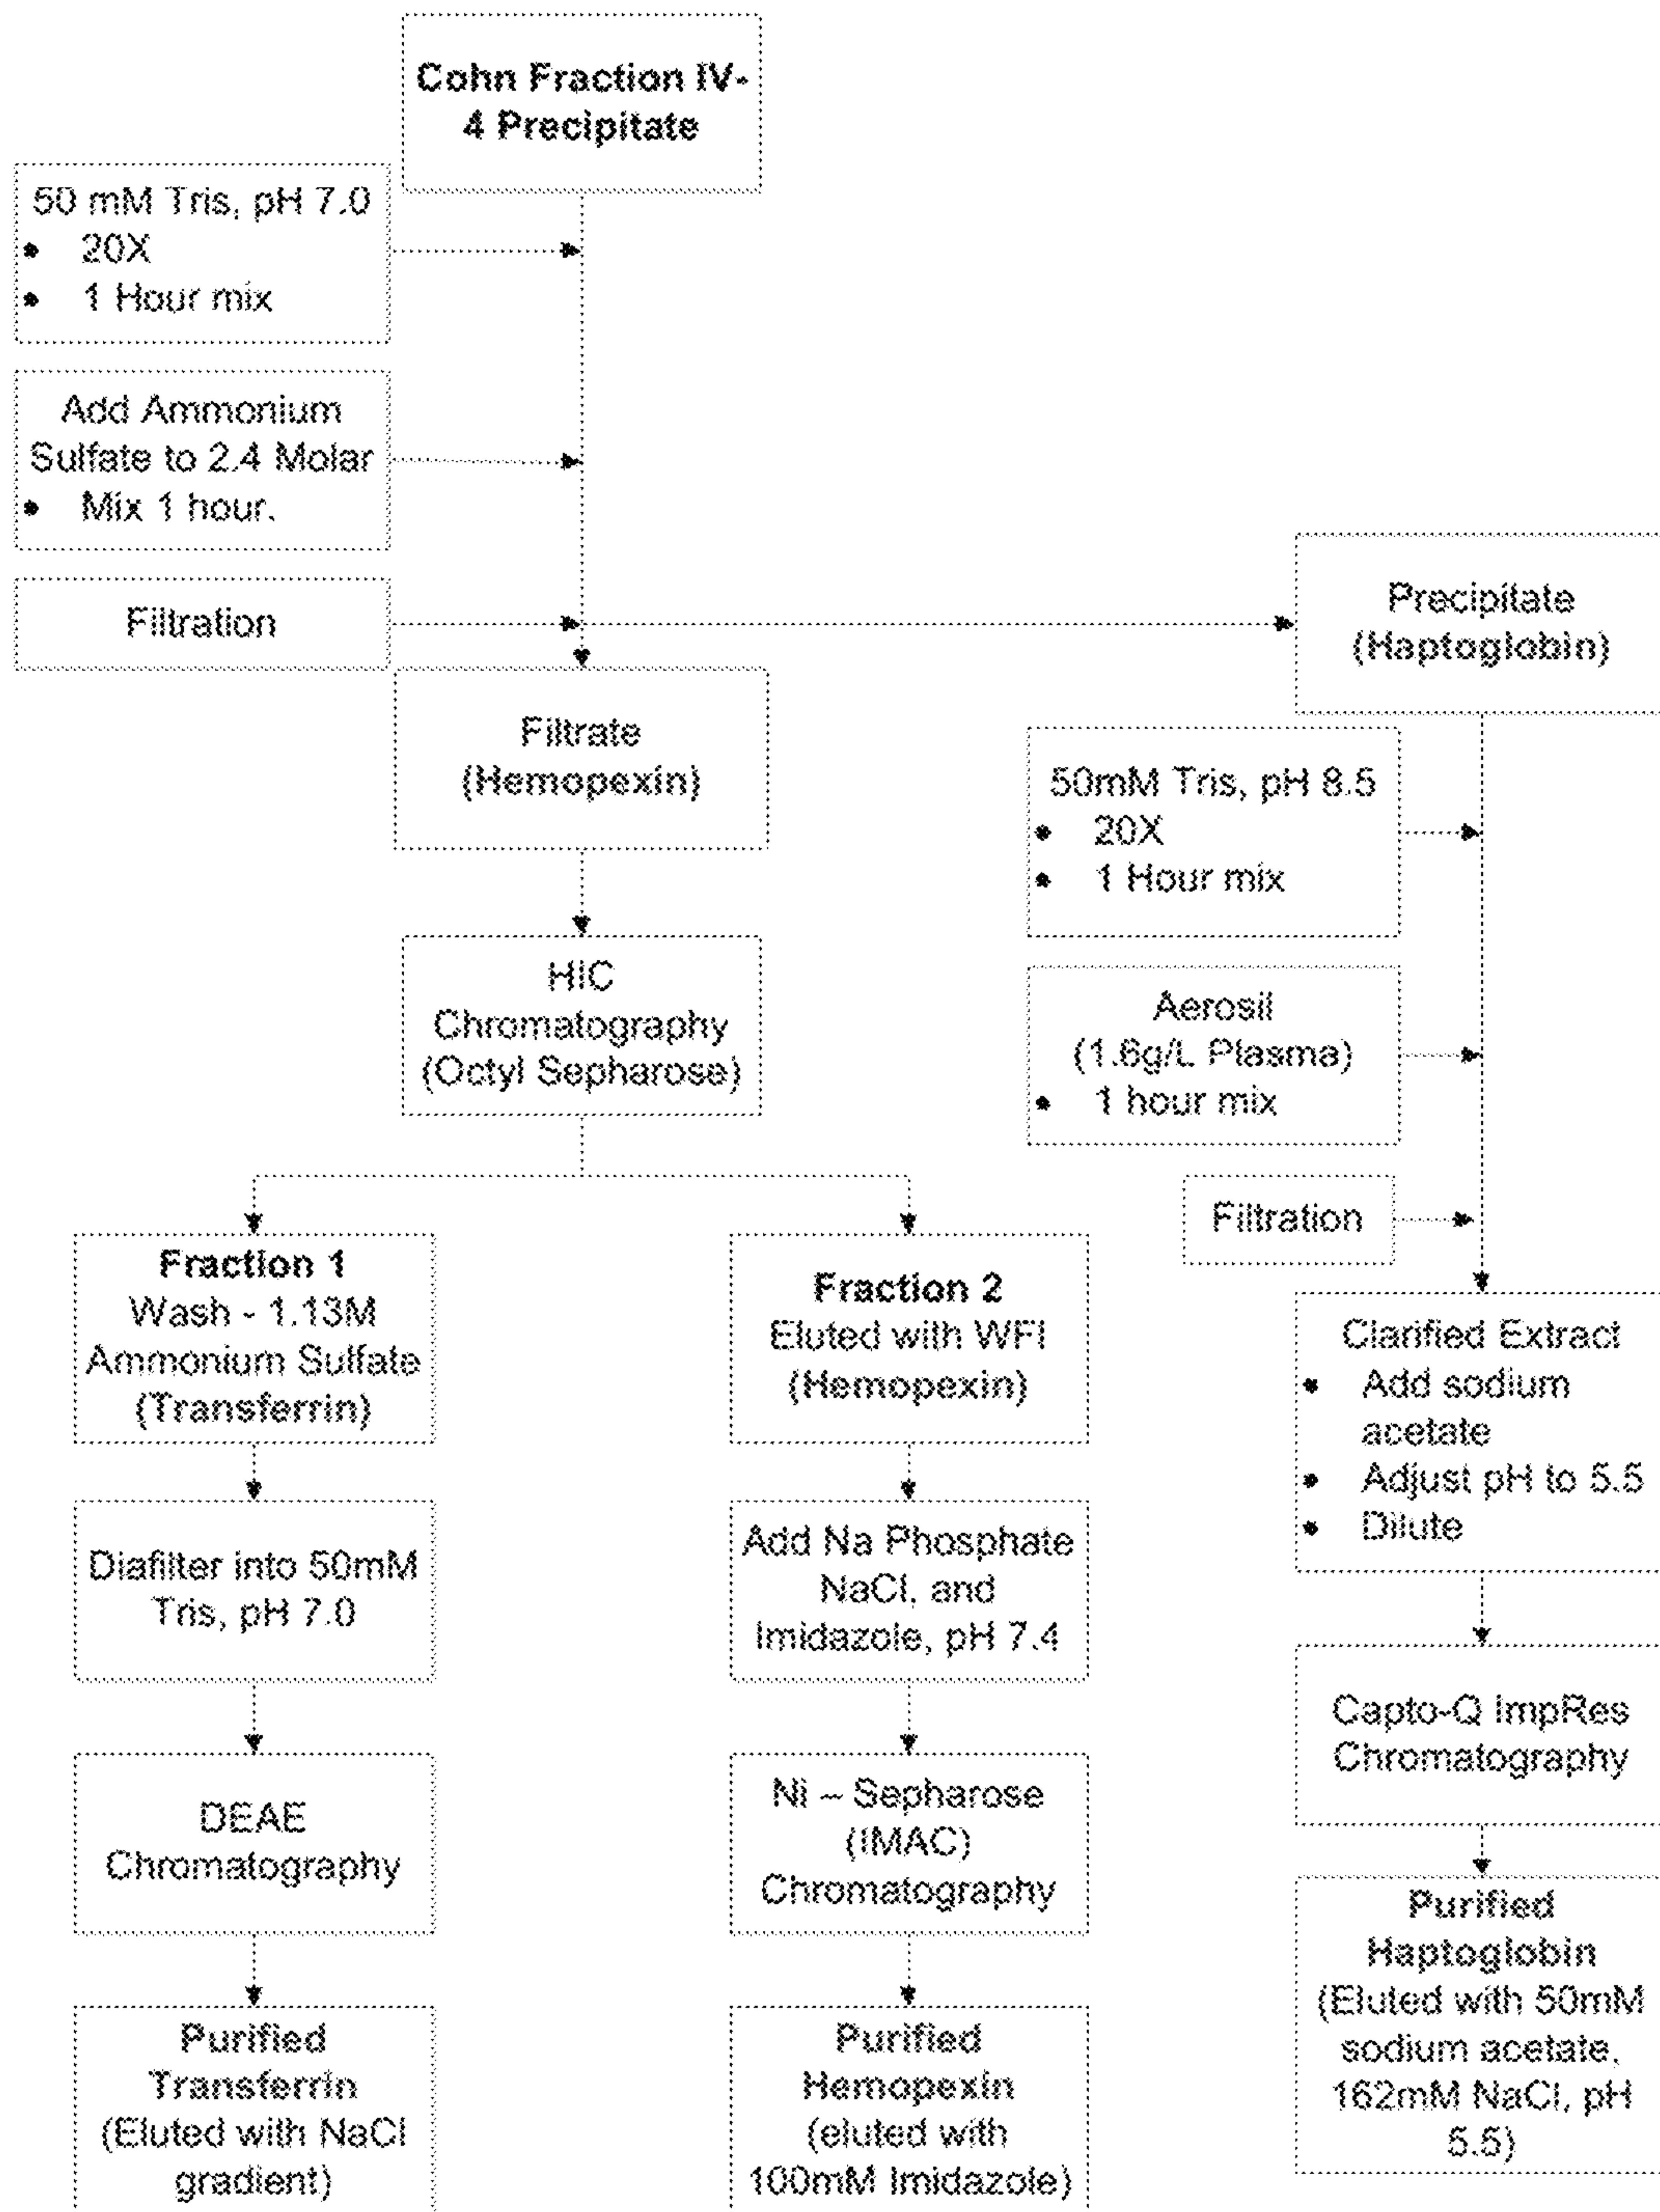 Cohn Fraction IV-
4 Precipitate
50 mM Tris, pH 7.0
• 20X
• 1 Hour mix
Add Ammonium
Sulfate to 2.4 Molar
• Mix 1 hour.
Filtration
Precipitate
(Haptoglobin)
Filtrate
(Hemopexin)
50mM Tris, pH 8.5
• 20X
• 1 Hour mix
HIC
Chromatography
(Octyl Sepharose)
Aerosil
(1.6g/L Plasma)
• 1 hour mix
Filtration
Fraction 1
Wash - 1.13M
Ammonium Sulfate
(Transferrin)
Fraction 2
Eluted with WFI
(Hemopexin)
Clarified Extract
• Add sodium
acetate
• Adjust pH to 5.5
• Dilute
Diafilter into 50mM
Tris, pH 7.0
Add Na Phosphate
NaCl, and
Imidazole, pH 7.4
Capto-Q ImpRes
Chromatography
DEAE
Chromatography
Ni – Sepharose
(IMAC)
Chromatography
Purified
Haptoglobin
(Eluted with 50mM
sodium acetate,
162mM NaCl, pH
5.5)
Purified
Transferrin
(Eluted with NaCl
gradient)
Purified
Hemopexin
(eluted with
100mM Imidazole)